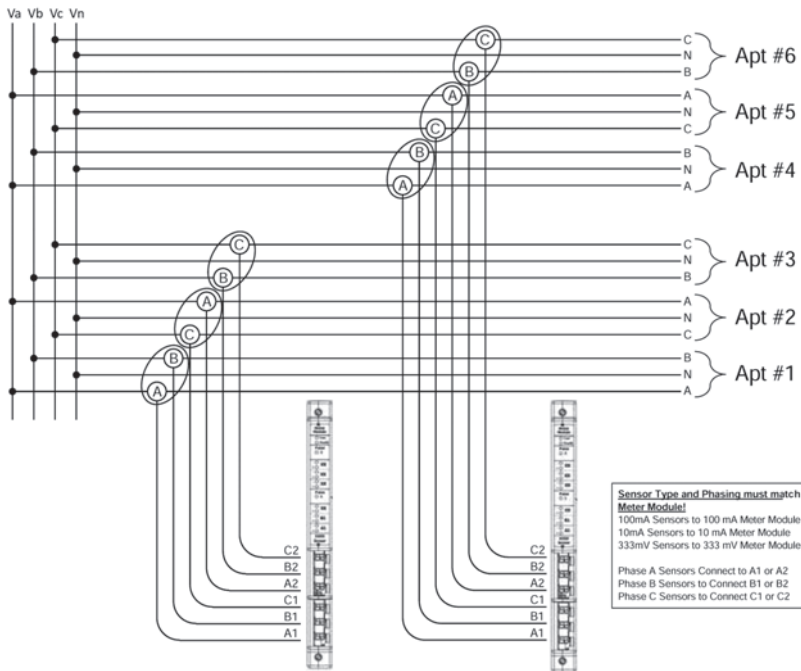 Va Vb Vc Vn
C
N
B
Apt #6
A
N
C
Apt #5
B
N
A
Apt #4
C
N
B
Apt #3
A
N
C
Apt #2
B
N
A
Apt #1
C
B
A
C
B
A
C
B
A
C
B
A
C2
B2
A2
C1
B1
A1
C2
B2
A2
C1
B1
A1
Sensor Type and Phasing must match
Meter Module!
100mA Sensors to 100 mA Meter Module
10mA Sensors to 10 mA Meter Module
333mV Sensors to 333 mV Meter Module
Phase A Sensors Connect to A1 or A2
Phase B Sensors to Connect B1 or B2
Phase C Sensors to Connect C1 or C2